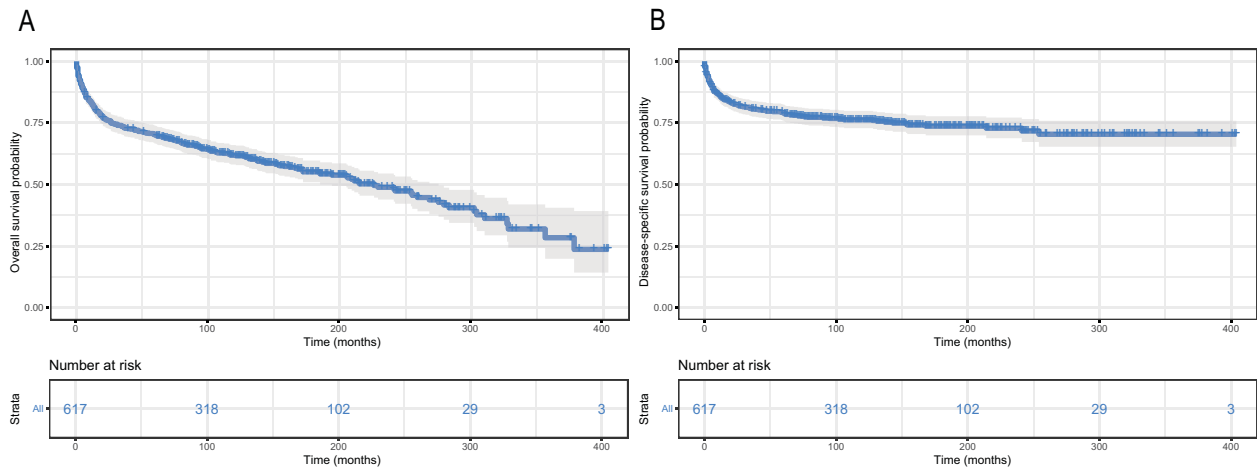 A
Overall survival probability
1.00
0.75
0.50
0.25
0.00
0 100 200 300 400
Time (months)
Number at risk
Strata
All 617 318 102 29 3
0 100 200 300 400
Time (months)
B
Disease-specific survival probability
1.00
0.75
0.50
0.25
0.00
0 100 200 300 400
Time (months)
Number at risk
Strata
All 617 318 102 29 3
0 100 200 300 400
Time (months)